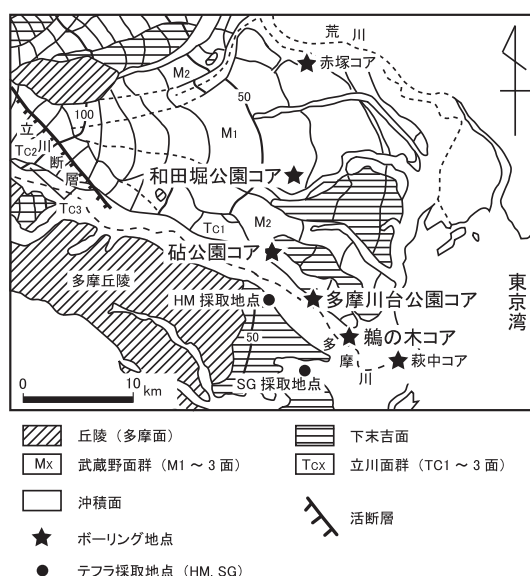 荒川
M2
赤塚コア
50
100
M1
立川断層
TC2
和田堀公園コア
TC3
TC1
M2
砧公園コア
多摩丘陵
HM 採取地点
多摩川台公園コア
東京湾
50
鵜の木コア
多摩川
萩中コア
SG 採取地点
0 10 km
丘陵（多摩面）
下末吉面
MX 武蔵野面群（M1～3面）
TCX 立川面群（TC1～3面）
沖積面
活断層
ボーリング地点
テフラ採取地点（HM, SG）